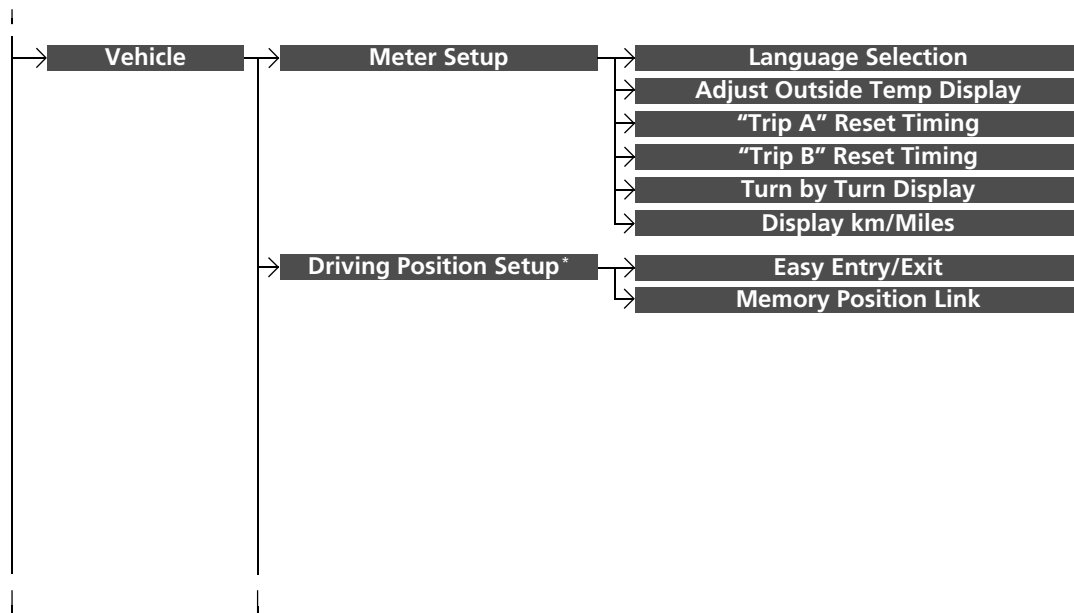 Vehicle
Meter Setup
Language Selection
Adjust Outside Temp Display
“Trip A” Reset Timing
“Trip B” Reset Timing
Turn by Turn Display
Display km/Miles
Driving Position Setup*
Easy Entry/Exit
Memory Position Link